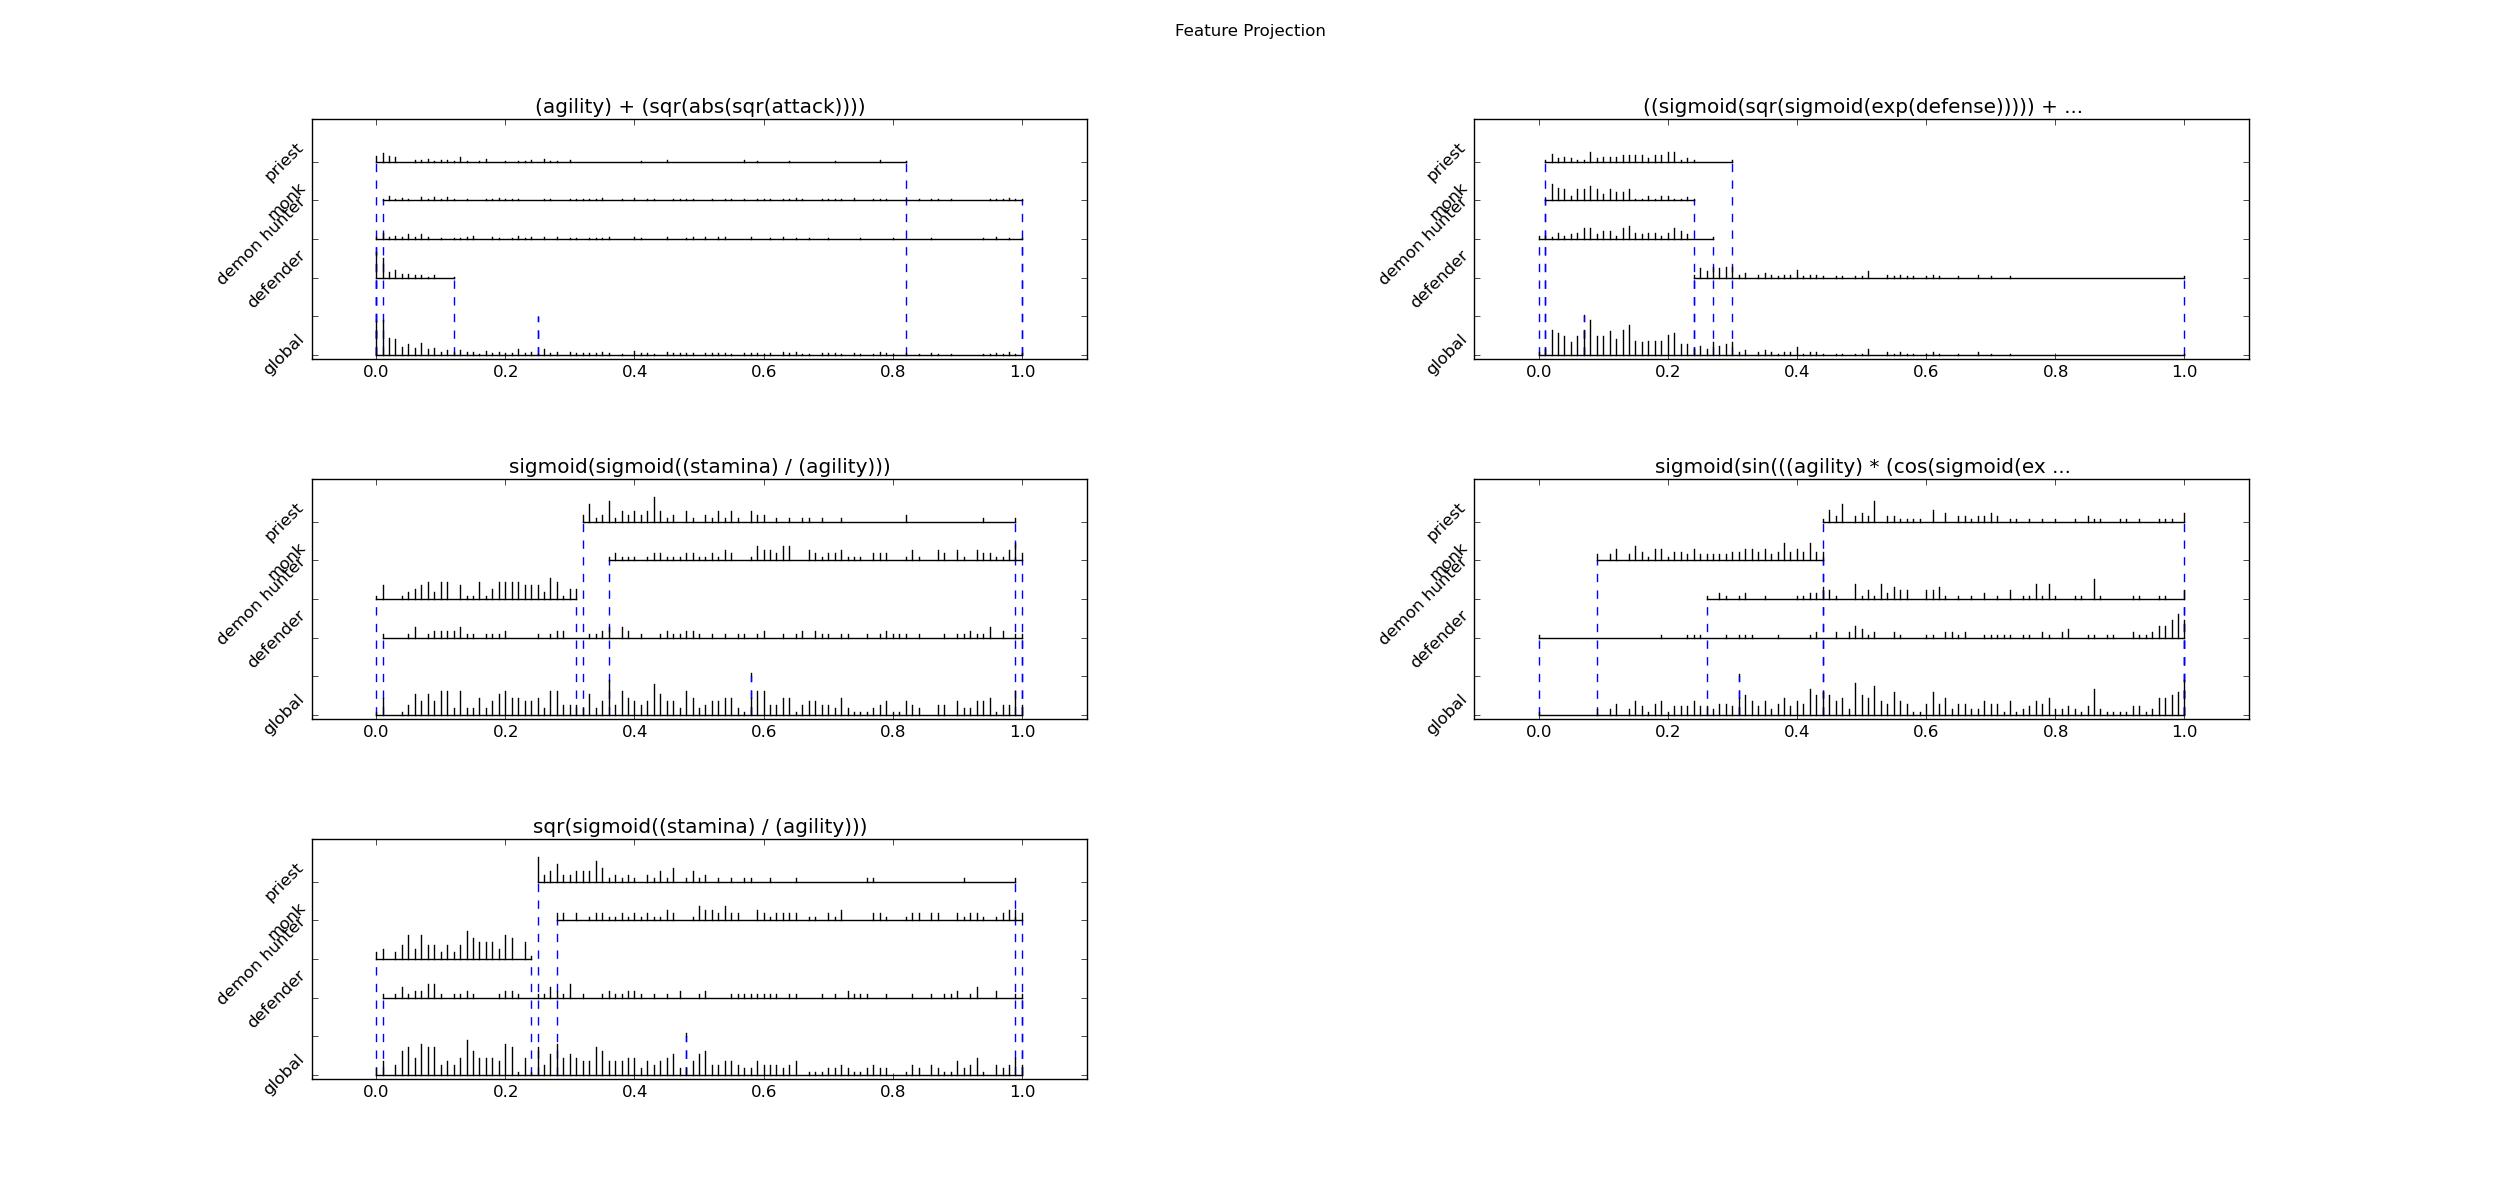 Feature Projection
(agility) + (sqr(abs(sqr(attack))))
priest
monk
demon hunter
defender
global
0.0 0.2 0.4 0.6 0.8 1.0
((sigmoid(sqr(sigmoid(exp(defense))))) + ...
priest
monk
demon hunter
defender
global
0.0 0.2 0.4 0.6 0.8 1.0
sigmoid(sigmoid((stamina) / (agility)))
priest
monk
demon hunter
defender
global
0.0 0.2 0.4 0.6 0.8 1.0
sigmoid(sin(((agility) * (cos(sigmoid(ex ...
priest
monk
demon hunter
defender
global
0.0 0.2 0.4 0.6 0.8 1.0
sqr(sigmoid((stamina) / (agility)))
priest
monk
demon hunter
defender
global
0.0 0.2 0.4 0.6 0.8 1.0